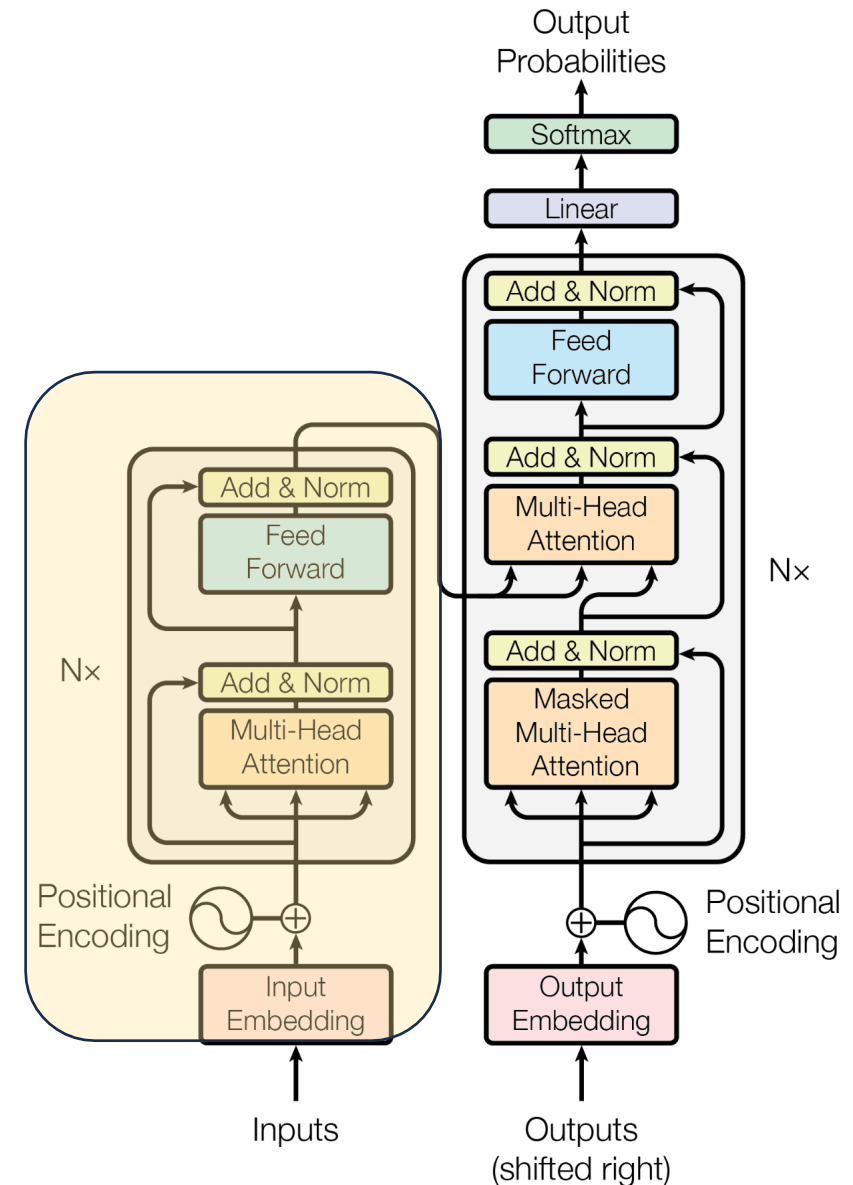 Output
Probabilities
Softmax
Linear
Add & Norm
Feed
Forward
Add & Norm
Multi-Head
Attention
Nx
Add & Norm
Masked
Multi-Head
Attention
Positional
Encoding
Output
Embedding
Outputs
(shifted right)
Add & Norm
Feed
Forward
Nx
Add & Norm
Multi-Head
Attention
Positional
Encoding
Input
Embedding
Inputs